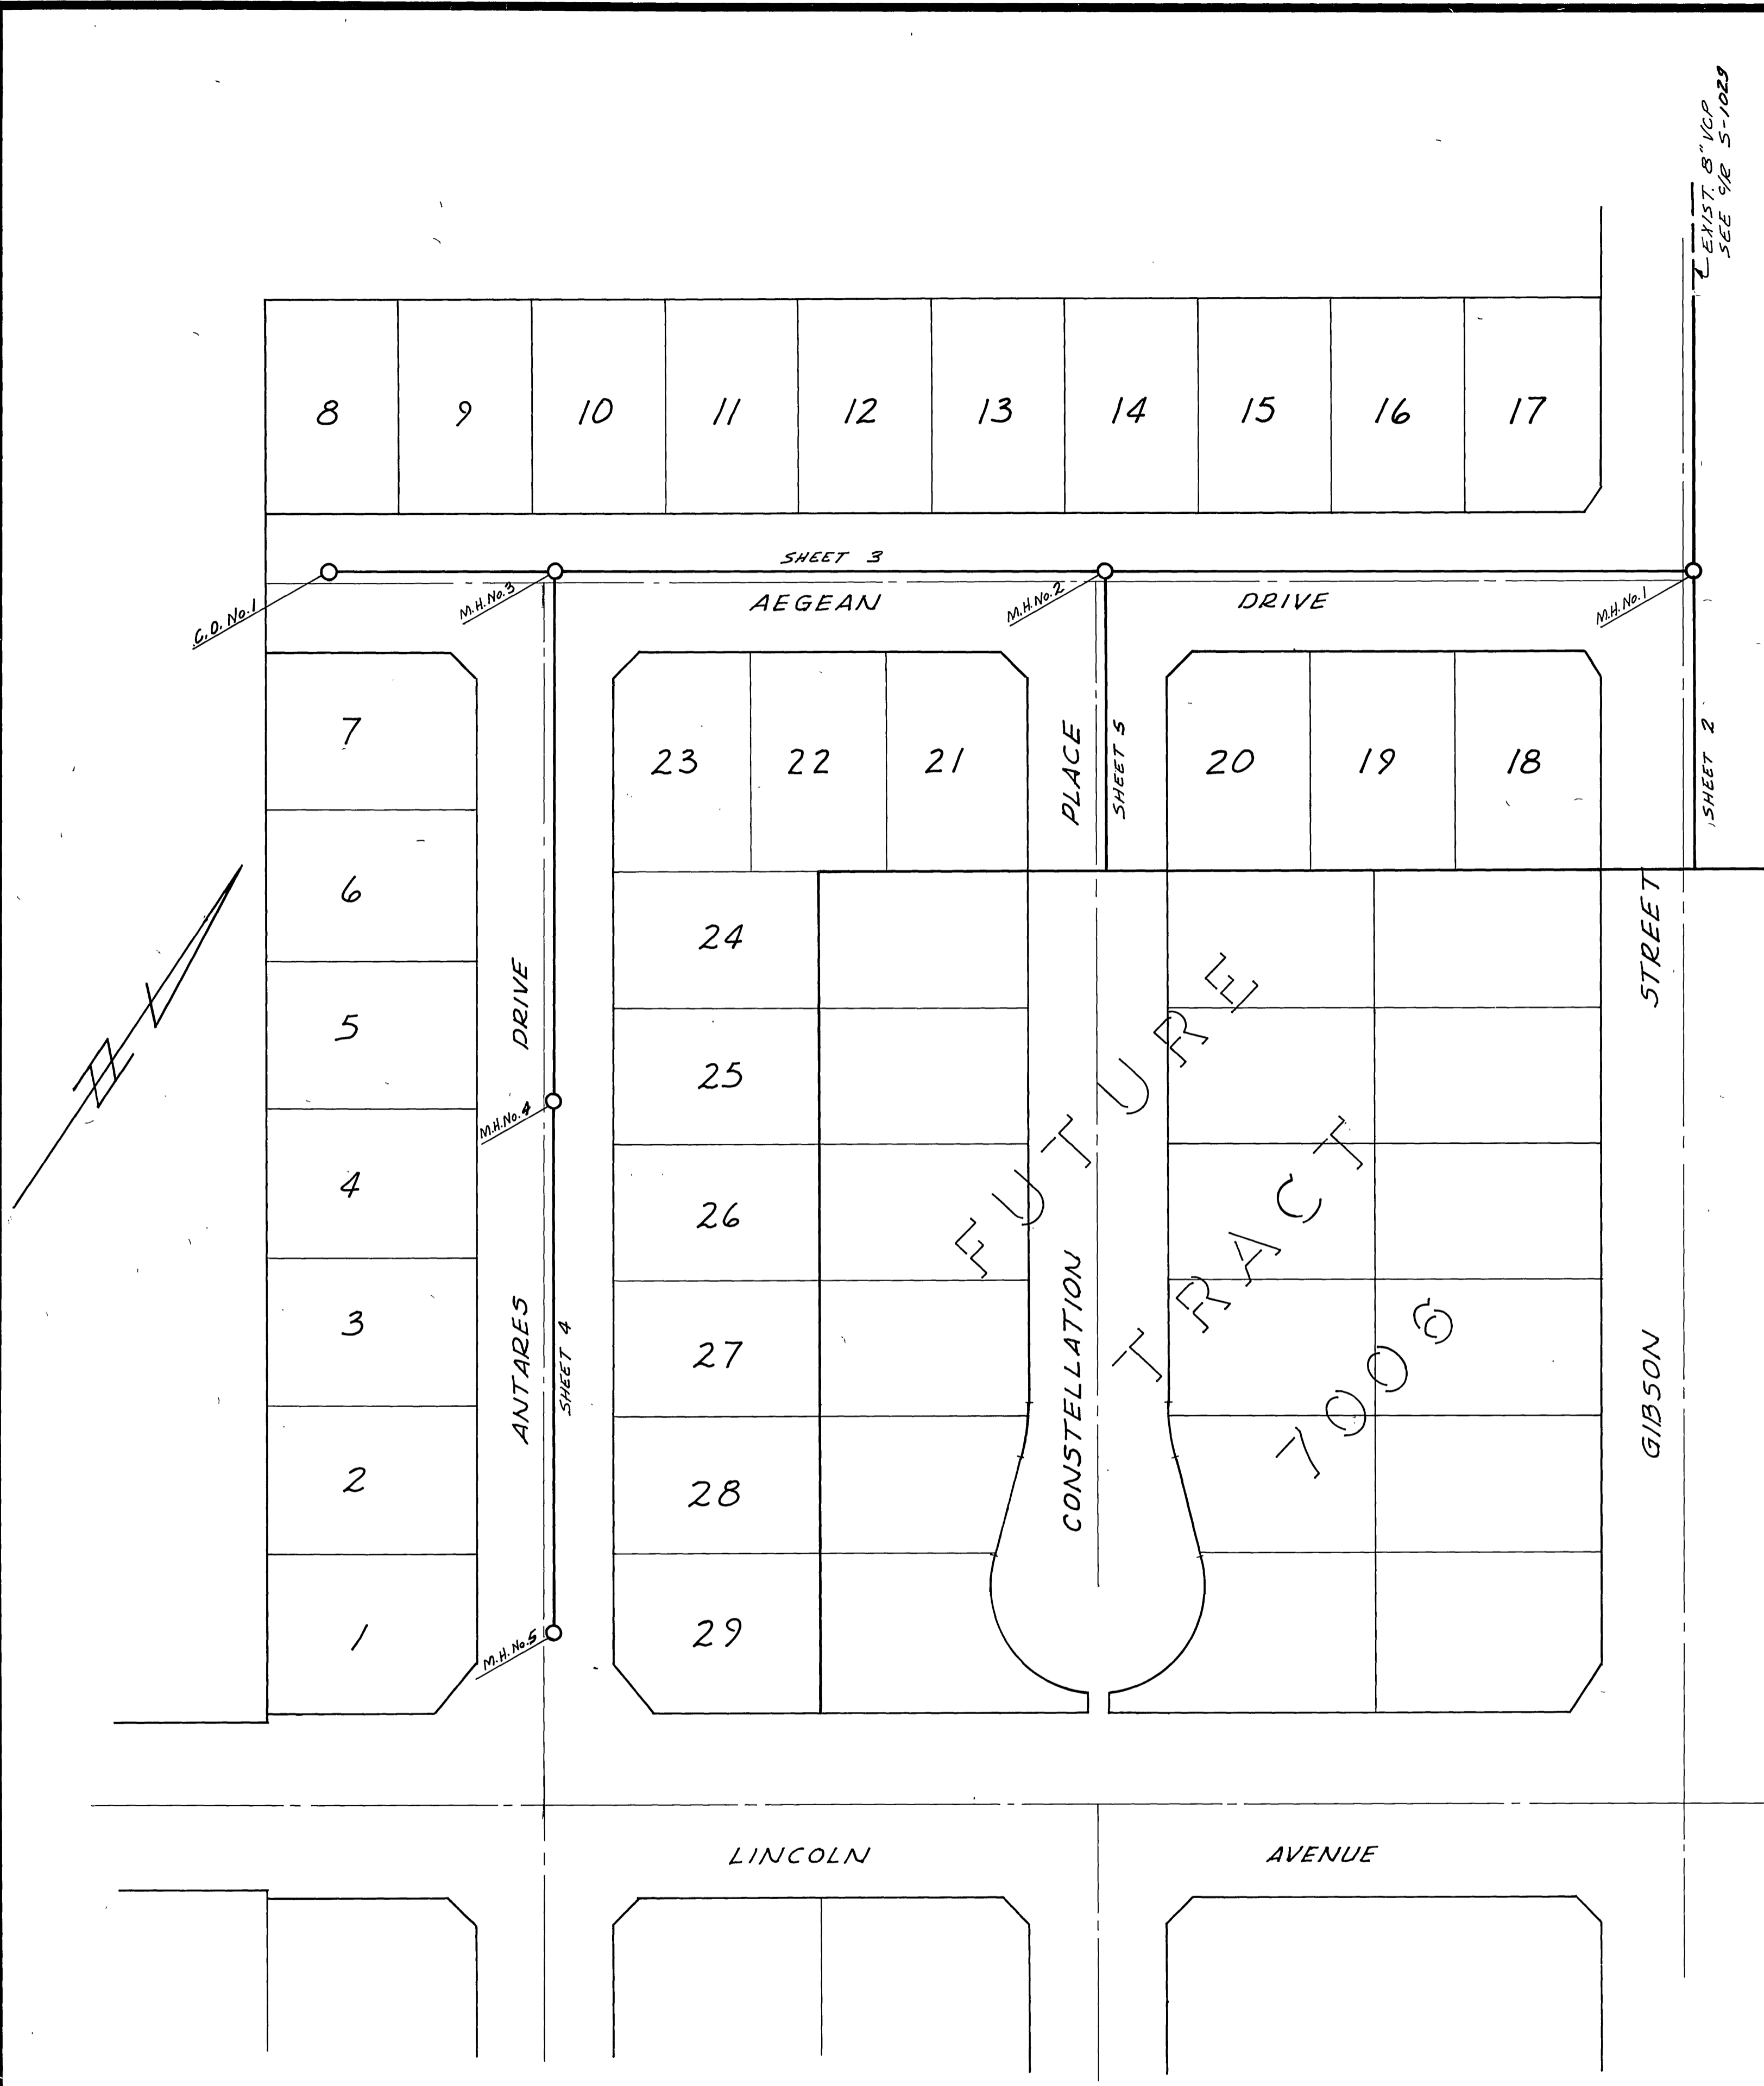 EXIST. 8" VCP
SEE C/R S-1029
8 9 10 11 12 13 14 15 16 17
SHEET 3
C.O. No.1
M.H. No.3
AEGEAN DRIVE
M.H. No.2
M.H. No.1
7
23 22 21
PLACE
SHEET 5
20 19 18
SHEET 2
6
24
5
DRIVE
25
STREET
M.H. No.4
4
26
FUTURE
TRACT
7006
3
ANTARES
SHEET 4
27
CONSTELLATION
GIBSON
2
28
1
M.H. No.5
29
LINCOLN AVENUE
N